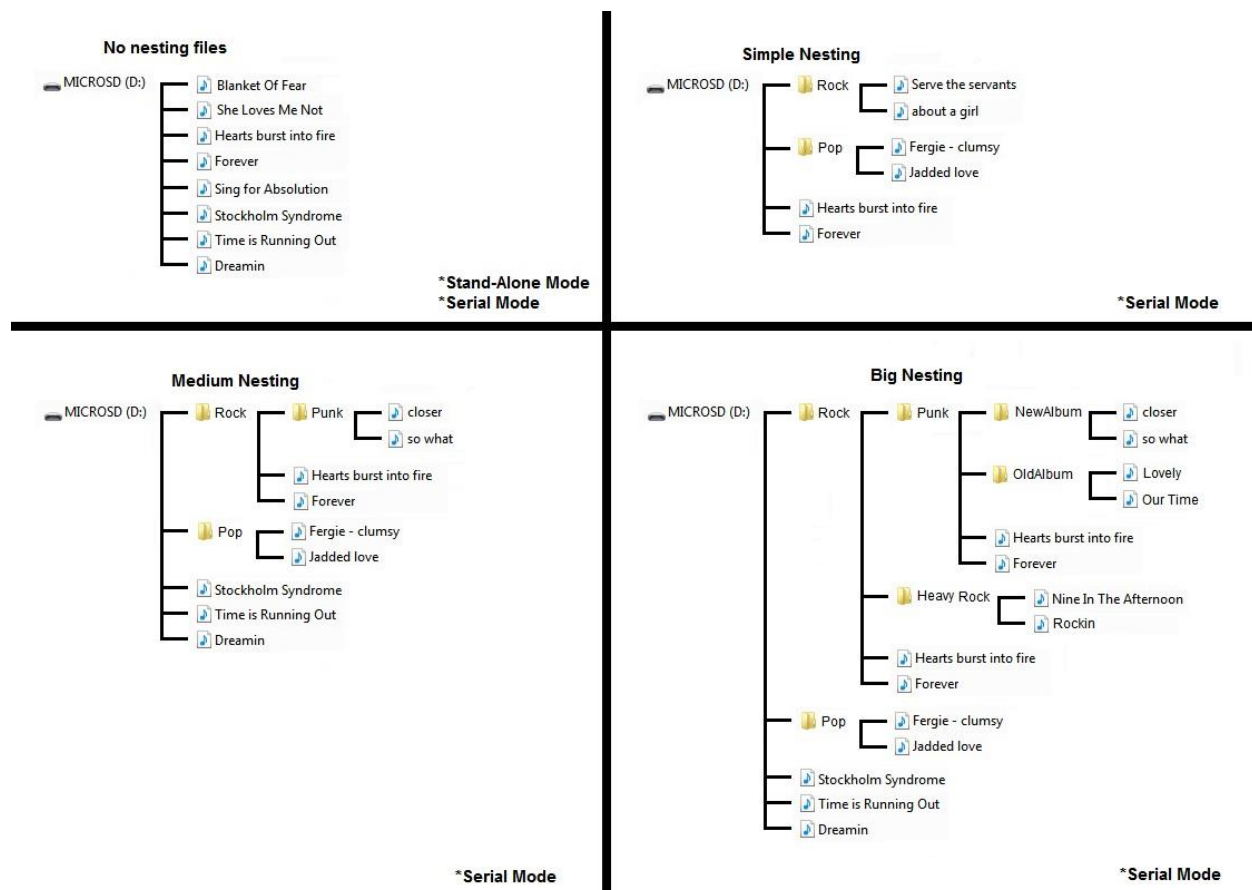 No nesting files
MICROSD (D:)
Blanket Of Fear
She Loves Me Not
Hearts burst into fire
Forever
Sing for Absolution
Stockholm Syndrome
Time is Running Out
Dreamin
*Stand-Alone Mode
*Serial Mode
Simple Nesting
MICROSD (D:)
Rock
Serve the servants
about a girl
Pop
Fergie - clumsy
Jadded love
Hearts burst into fire
Forever
*Serial Mode
Medium Nesting
MICROSD (D:)
Rock
Punk
closer
so what
Hearts burst into fire
Forever
Pop
Fergie - clumsy
Jadded love
Stockholm Syndrome
Time is Running Out
Dreamin
*Serial Mode
Big Nesting
MICROSD (D:)
Rock
Punk
NewAlbum
closer
so what
OldAlbum
Lovely
Our Time
Hearts burst into fire
Forever
Heavy Rock
Nine In The Afternoon
Rockin
Hearts burst into fire
Forever
Pop
Fergie - clumsy
Jadded love
Stockholm Syndrome
Time is Running Out
Dreamin
*Serial Mode